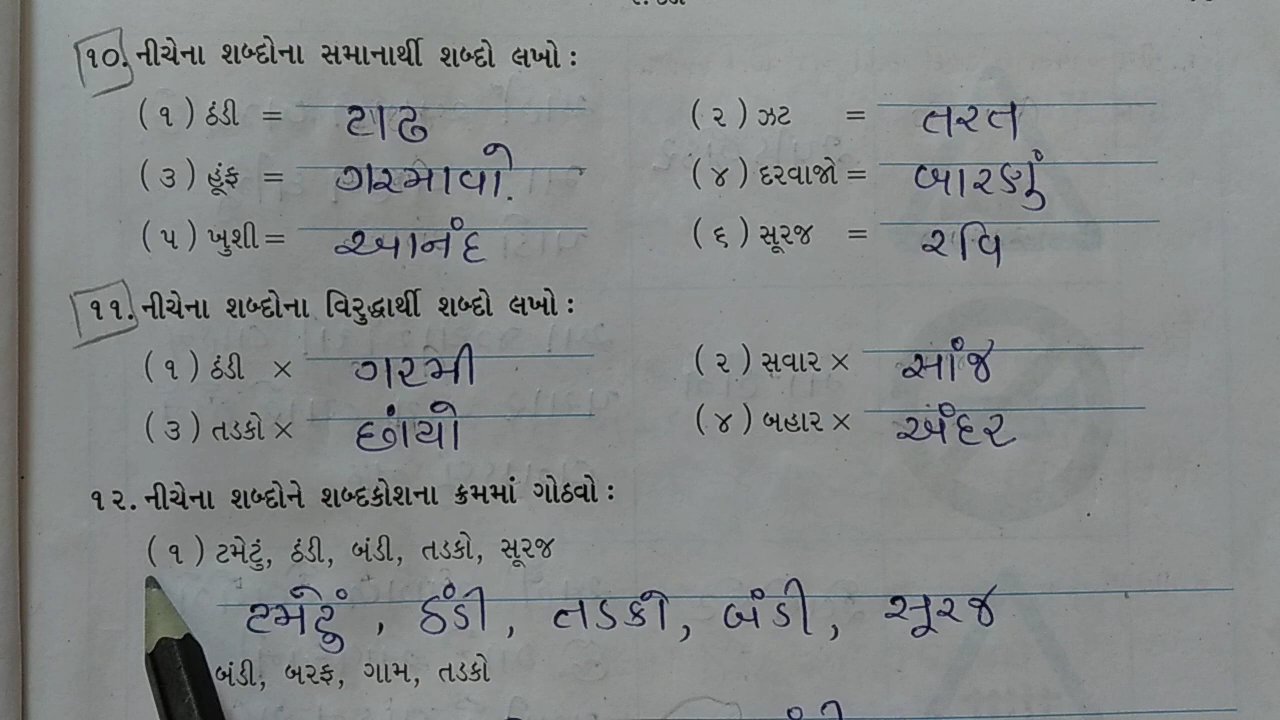 ૧૦. નીચેના શબ્દોના સમાનાર્થી શબ્દો લખો :
(૧) ઠંડી = ટાઢ (૨) ઝટ = તરત
(૩) હૂંફ = ગરમાવો. (૪) દરવાજો = બારણું
(૫) ખુશી = આનંદ (૬) સૂરજ = રવિ
૧૧. નીચેના શબ્દોના વિરુદ્ધાર્થી શબ્દો લખો :
(૧) ઠંડી × ગરમી (૨) સવાર × સાંજ
(૩) તડકો × છાંયો (૪) બહાર × અંદર
૧૨. નીચેના શબ્દોને શબ્દકોશના ક્રમમાં ગોઠવો :
(૧) ટમેટું, ઠંડી, બંડી, તડકો, સૂરજ
ટમેટું, ઠંડી, તડકો, બંડી, સૂરજ
બંડી, બરફ, ગામ, તડકો